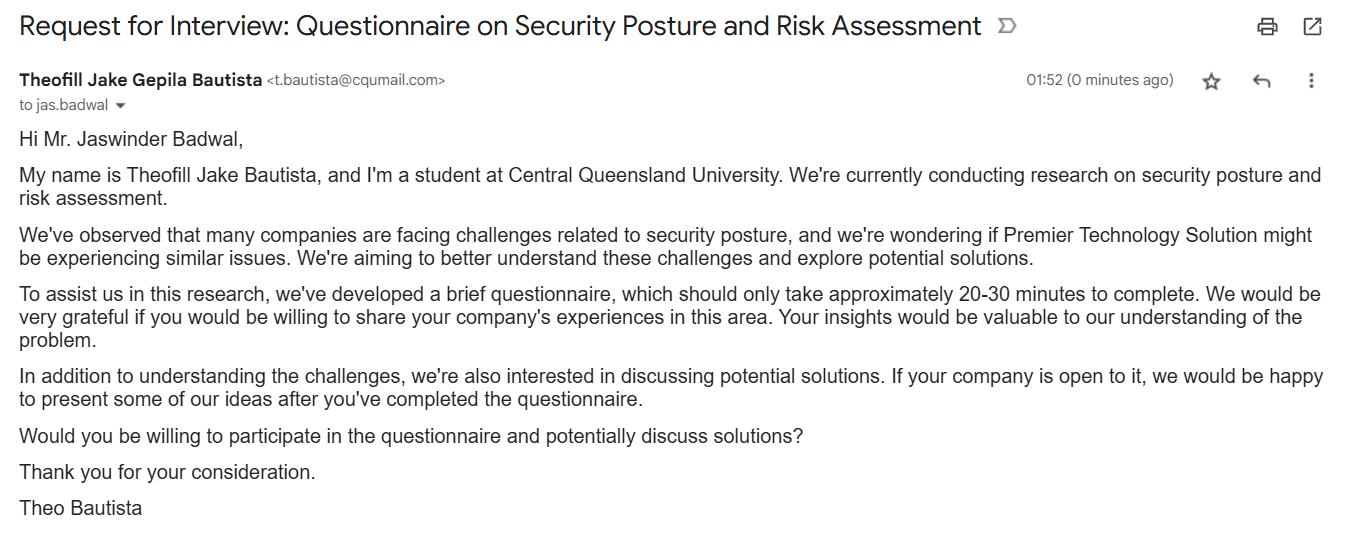 Request for Interview: Questionnaire on Security Posture and Risk Assessment
Theofill Jake Gepila Bautista <t.bautista@cqumail.com>
01:52 (0 minutes ago)
to jas.badwal
Hi Mr. Jaswinder Badwal,
My name is Theofill Jake Bautista, and I'm a student at Central Queensland University. We're currently conducting research on security posture and
risk assessment.
We've observed that many companies are facing challenges related to security posture, and we're wondering if Premier Technology Solution might
be experiencing similar issues. We're aiming to better understand these challenges and explore potential solutions.
To assist us in this research, we've developed a brief questionnaire, which should only take approximately 20-30 minutes to complete. We would be
very grateful if you would be willing to share your company's experiences in this area. Your insights would be valuable to our understanding of the
problem.
In addition to understanding the challenges, we're also interested in discussing potential solutions. If your company is open to it, we would be happy
to present some of our ideas after you've completed the questionnaire.
Would you be willing to participate in the questionnaire and potentially discuss solutions?
Thank you for your consideration.
Theo Bautista